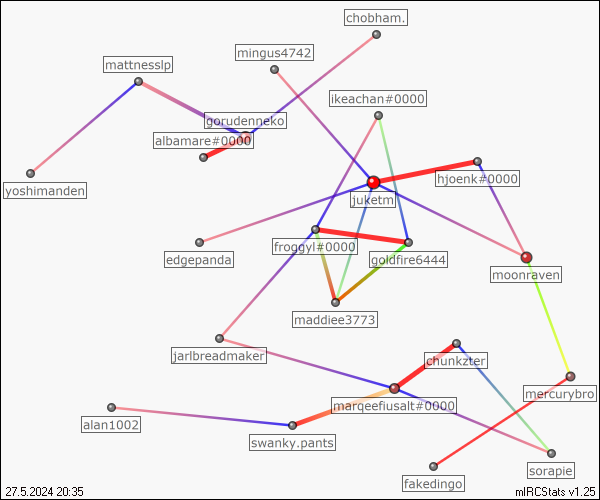 chobham.
mingus4742
mattnesslp
ikeachan#0000
gorudenneko
albamare#0000
hjoenk#0000
yoshimanden
juketm
froggyl#0000
goldfire6444
edgepanda
moonraven
maddiee3773
jarlbreadmaker
chunkzter
mercurybro
marqeefiusalt#0000
alan1002
swanky.pants
sorapie
fakedingo
27.5.2024 20:35
mIRCStats v1.25